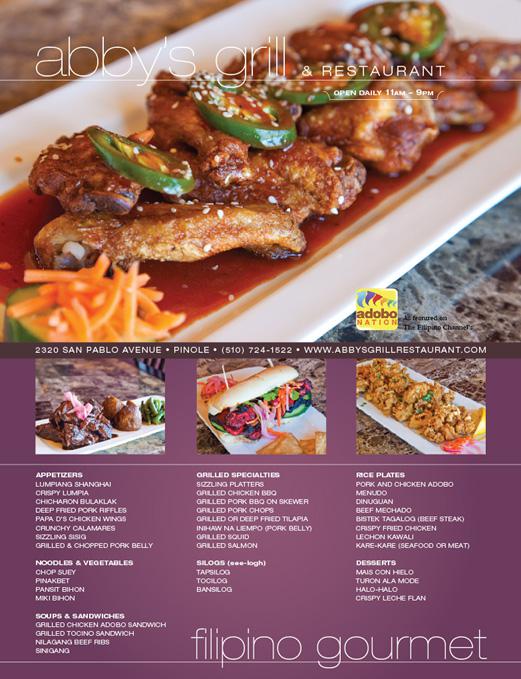 abby's grill & RESTAURANT
OPEN DAILY 11AM – 9PM
adobo
NATION
As featured on
The Filipino Channel's
2320 SAN PABLO AVENUE • PINOLE • (510) 724-1522 • WWW.ABBYSGRILLRESTAURANT.COM
APPETIZERS
LUMPIANG SHANGHAI
CRISPY LUMPIA
CHICHARON BULAKLAK
DEEP FRIED PORK RIFFLES
PAPA D'S CHICKEN WINGS
CRUNCHY CALAMARES
SIZZLING SISIG
GRILLED & CHOPPED PORK BELLY
NOODLES & VEGETABLES
CHOP SUEY
PINAKBET
PANSIT BIHON
MIKI BIHON
SOUPS & SANDWICHES
GRILLED CHICKEN ADOBO SANDWICH
GRILLED TOCINO SANDWICH
NILAGANG BEEF RIBS
SINIGANG
GRILLED SPECIALTIES
SIZZLING PLATTERS
GRILLED CHICKEN BBQ
GRILLED PORK BBQ ON SKEWER
GRILLED PORK CHOPS
GRILLED OR DEEP FRIED TILAPIA
INIHAW NA LIEMPO (PORK BELLY)
GRILLED SQUID
GRILLED SALMON
SILOGS (see-logh)
TAPSILOG
TOCILOG
BANSILOG
RICE PLATES
PORK AND CHICKEN ADOBO
MENUDO
DINUGUAN
BEEF MECHADO
BISTEK TAGALOG (BEEF STEAK)
CRISPY FRIED CHICKEN
LECHON KAWALI
KARE-KARE (SEAFOOD OR MEAT)
DESSERTS
MAIS CON HIELO
TURON ALA MODE
HALO-HALO
CRISPY LECHE FLAN
filipino gourmet